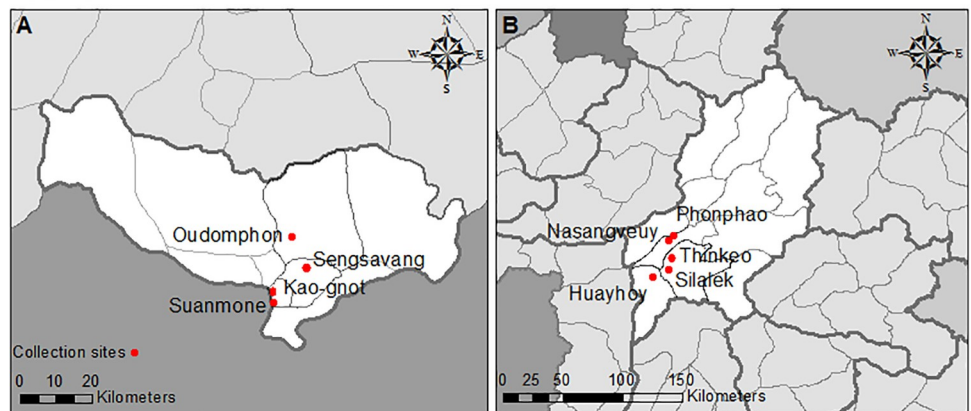 A
N
W E
S
Oudomphon
Sengsavang
Kao-gnot
Suanmone
Collection sites
0 10 20
Kilometers
B
N
W E
S
Phonphao
Nasangveuy
Thinkeo
Silalek
Huayhoy
0 25 50 100 150
Kilometers